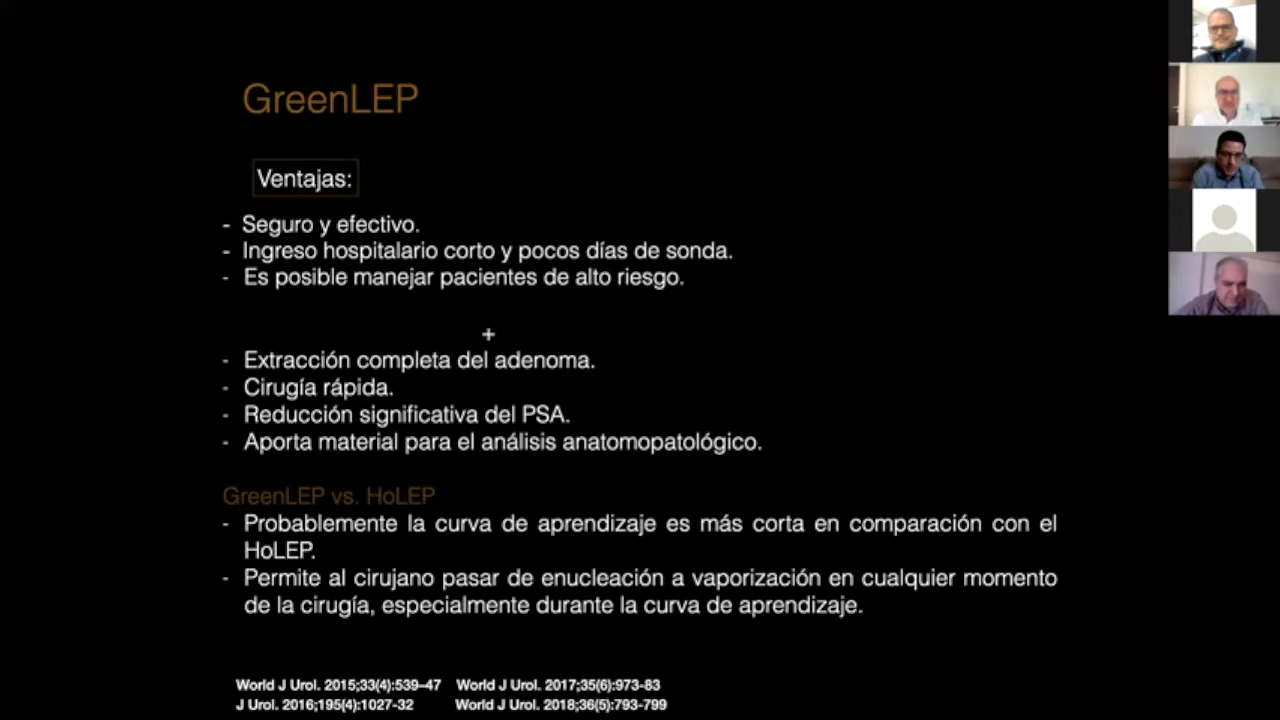 GreenLEP
Ventajas:
- Seguro y efectivo.
- Ingreso hospitalario corto y pocos días de sonda.
- Es posible manejar pacientes de alto riesgo.
+
- Extracción completa del adenoma.
- Cirugía rápida.
- Reducción significativa del PSA.
- Aporta material para el análisis anatomopatológico.
GreenLEP vs. HoLEP
- Probablemente la curva de aprendizaje es más corta en comparación con el
HoLEP.
- Permite al cirujano pasar de enucleación a vaporización en cualquier momento
de la cirugía, especialmente durante la curva de aprendizaje.
World J Urol. 2015;33(4):539–47 World J Urol. 2017;35(6):973-83
J Urol. 2016;195(4):1027-32 World J Urol. 2018;36(5):793-799